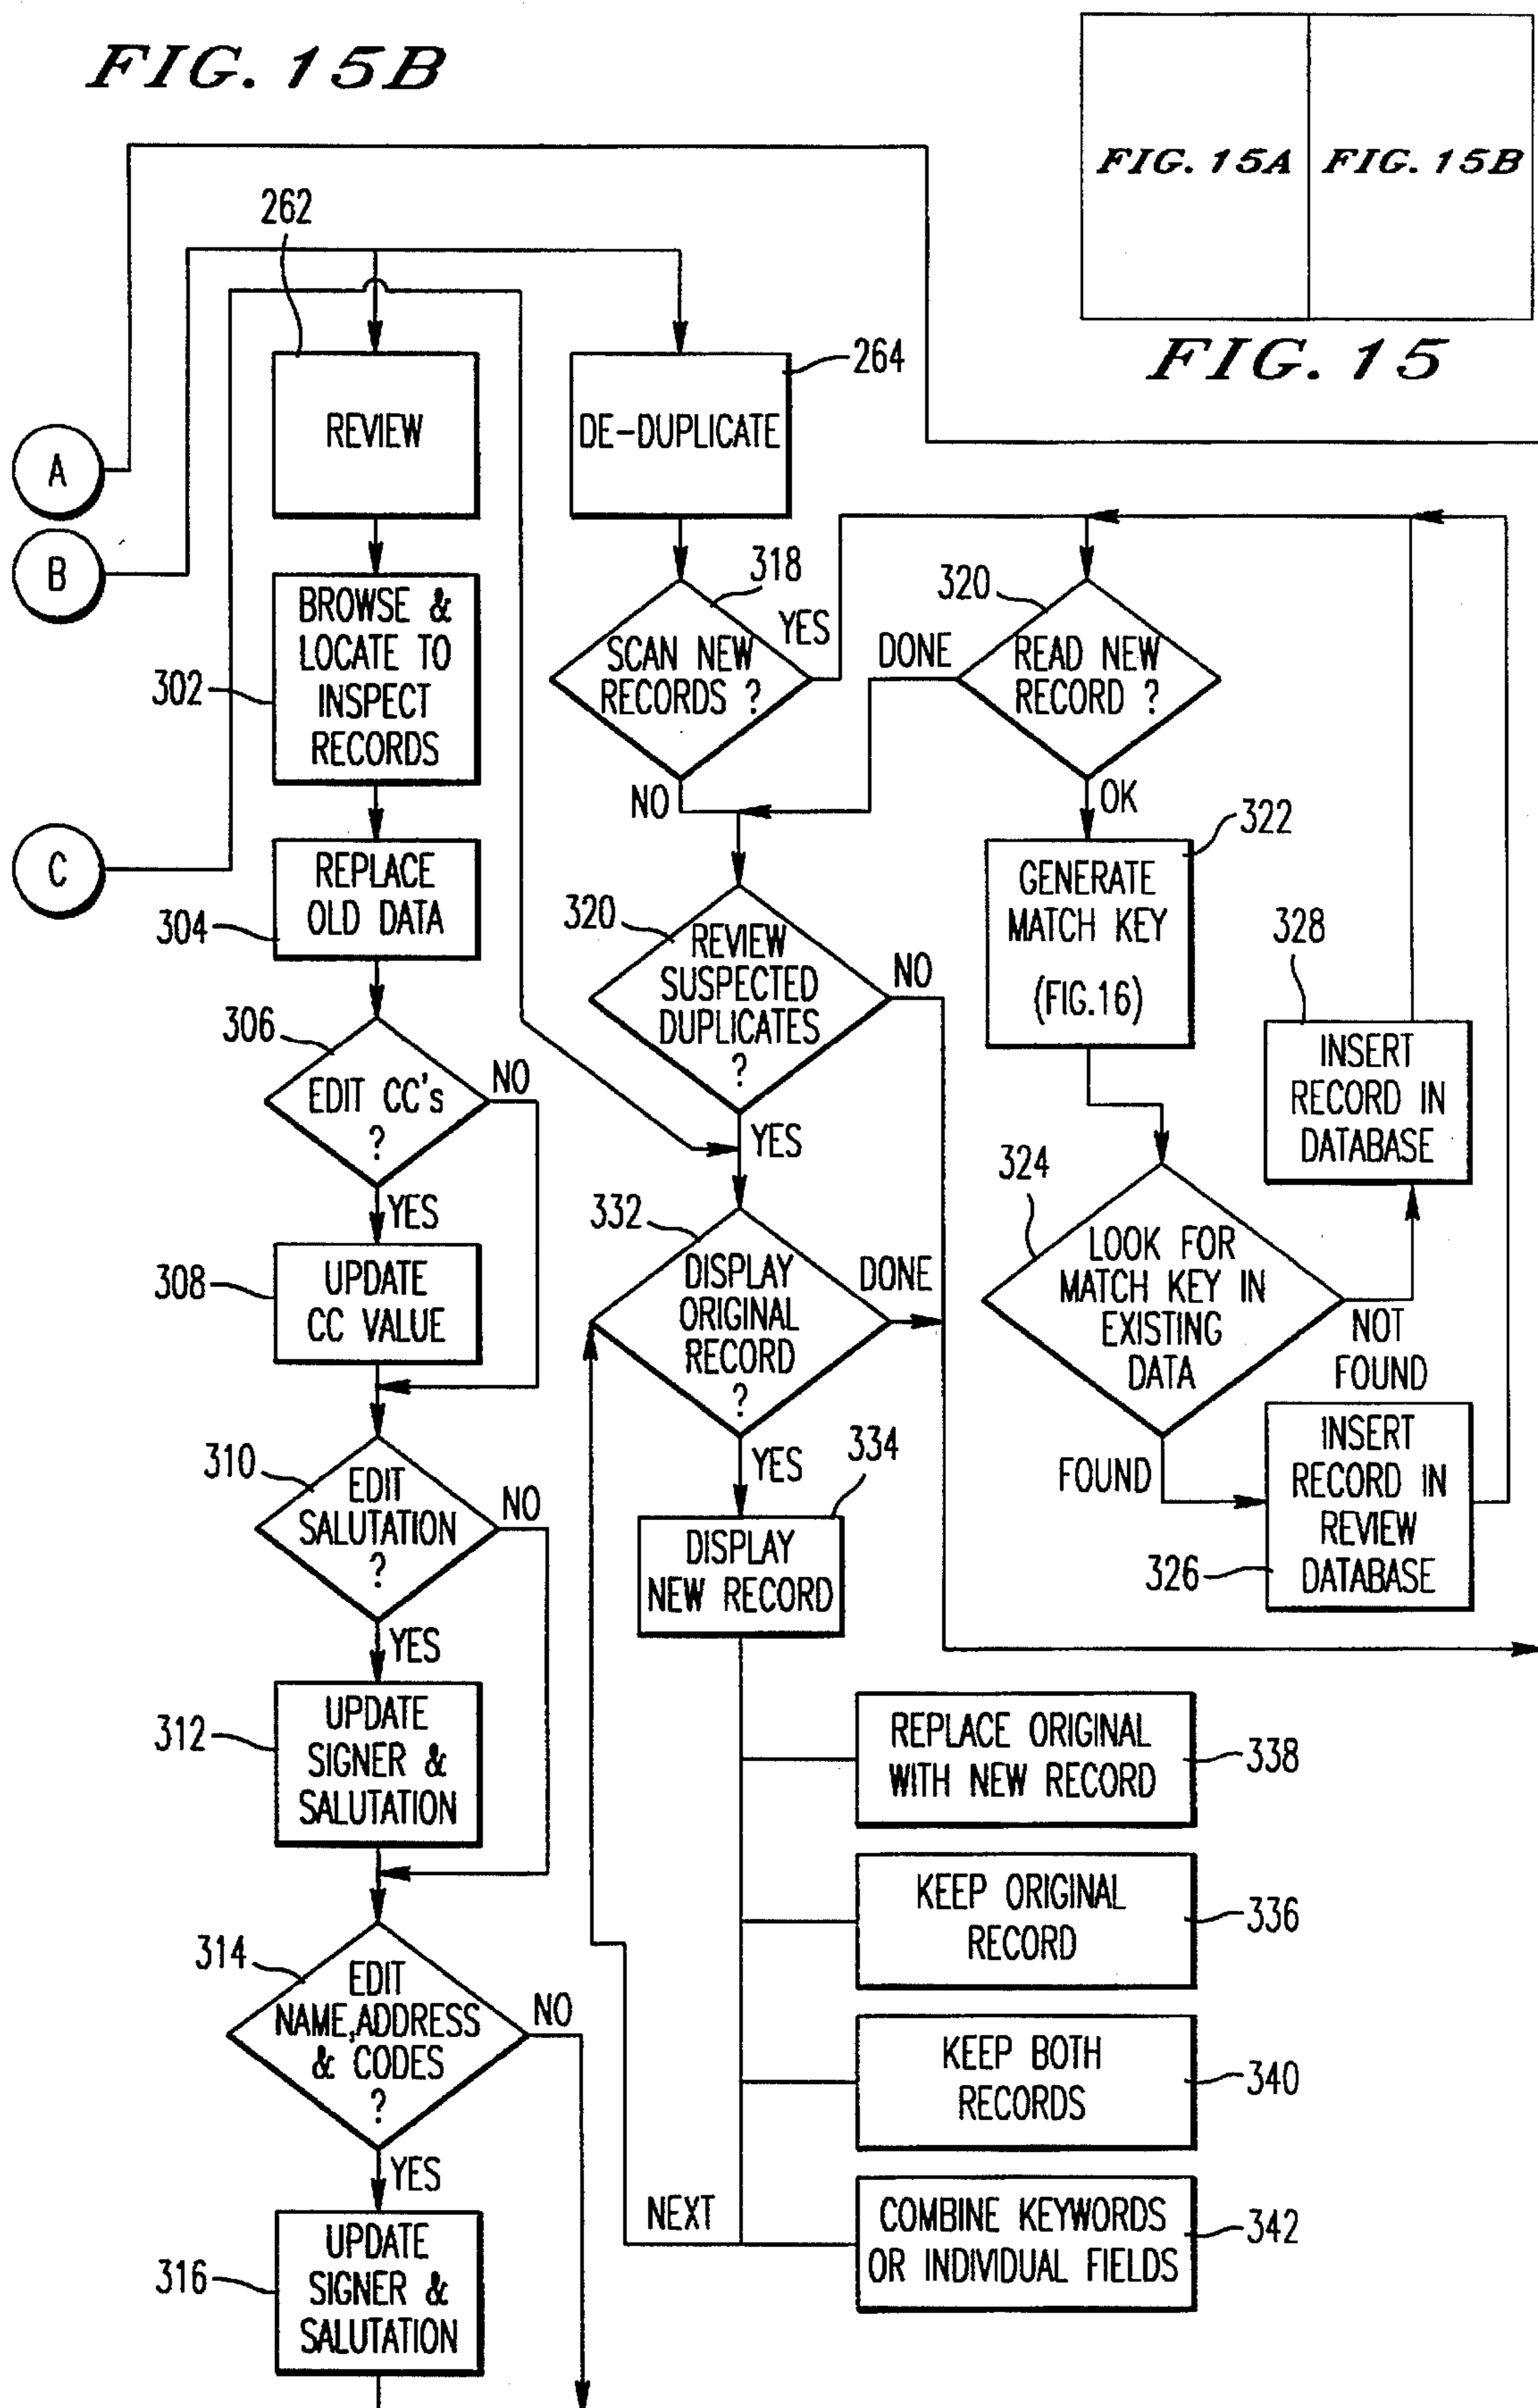 FIG. 15B
FIG. 15A
FIG. 15B
FIG. 15
A
B
C
262
REVIEW
302
BROWSE &
LOCATE TO
INSPECT
RECORDS
304
REPLACE
OLD DATA
306
EDIT CC's
?
NO
YES
308
UPDATE
CC VALUE
310
EDIT
SALUTATION
?
NO
YES
312
UPDATE
SIGNER &
SALUTATION
314
EDIT
NAME,ADDRESS
& CODES
?
NO
YES
316
UPDATE
SIGNER &
SALUTATION
264
DE-DUPLICATE
318
SCAN NEW
RECORDS ?
YES
NO
320
READ NEW
RECORD ?
DONE
OK
322
GENERATE
MATCH KEY
(FIG.16)
324
LOOK FOR
MATCH KEY IN
EXISTING
DATA
NOT
FOUND
FOUND
328
INSERT
RECORD IN
DATABASE
326
INSERT
RECORD IN
REVIEW
DATABASE
320
REVIEW
SUSPECTED
DUPLICATES
?
NO
YES
332
DISPLAY
ORIGINAL
RECORD
?
DONE
YES
334
DISPLAY
NEW RECORD
REPLACE ORIGINAL
WITH NEW RECORD
338
KEEP ORIGINAL
RECORD
336
KEEP BOTH
RECORDS
340
NEXT
COMBINE KEYWORDS
OR INDIVIDUAL FIELDS
342